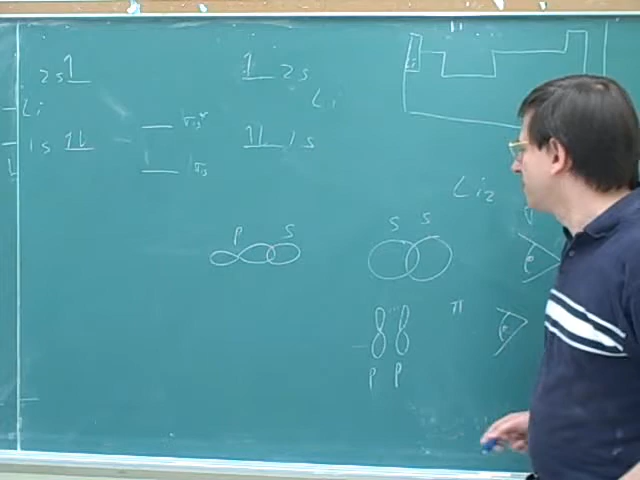 2s 1 1 2s
Li Li
1s 1l 1l 1s
σ1s*
σ1s
Li2
P S
S S
π
P P